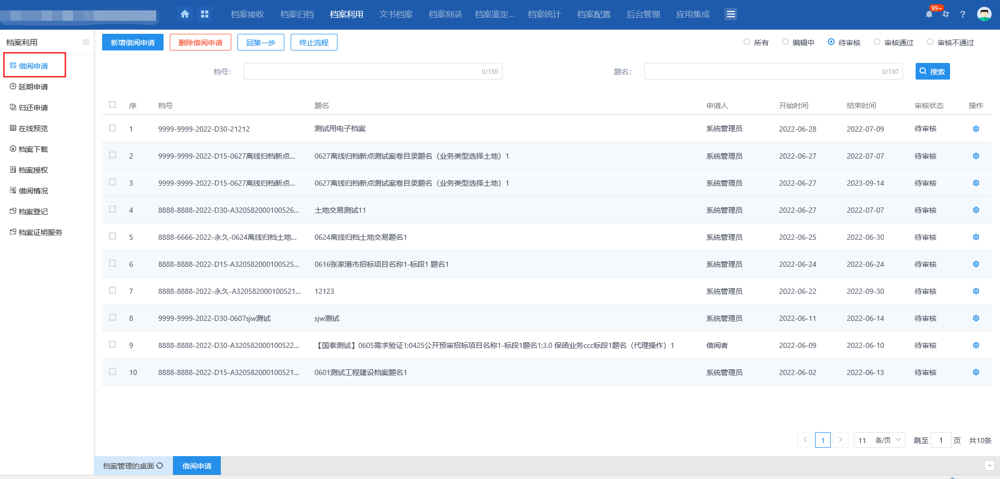 档案接收 档案归档 档案利用 文书档案 档案刻录 档案鉴定... 档案统计 档案配置 后台管理 应用集成 99+ ?
档案利用
借阅申请
延期申请
归还申请
在线预览
档案下载
档案授权
借阅情况
档案登记
档案证明服务
新增借阅申请 删除借阅申请 回第一步 终止流程 所有 编辑中 待审核 审核通过 审核不通过
档号： 0/150 题名： 0/150 搜索
序 档号 题名 申请人 开始时间 结束时间 审核状态 操作
1 9999-9999-2022-D30-21212 测试用电子档案 系统管理员 2022-06-28 2022-07-09 待审核
2 9999-9999-2022-D15-0627离线归档新点... 0627离线归档新点测试案卷目录题名（业务类型选择土地）1 系统管理员 2022-06-27 2022-07-07 待审核
3 9999-9999-2022-D15-0627离线归档新点... 0627离线归档新点测试案卷目录题名（业务类型选择土地）1 系统管理员 2022-06-27 2023-09-14 待审核
4 8888-8888-2022-D30-A320582000100526... 土地交易测试11 系统管理员 2022-06-27 2022-07-07 待审核
5 8888-6666-2022-永久-0624离线归档土地... 0624离线归档土地交易题名1 系统管理员 2022-06-25 2022-06-30 待审核
6 8888-8888-2022-D15-A320582000100525... 0616张家港市招标项目名称1-标段1 题名1 系统管理员 2022-06-24 2022-06-24 待审核
7 8888-8888-2022-永久-A320582000100521... 12123 系统管理员 2022-06-22 2022-09-30 待审核
8 9999-9999-2022-D30-0607sjw测试 sjw测试 系统管理员 2022-06-11 2022-06-14 待审核
9 8888-8888-2022-D30-A320582000100522... 【国泰测试】0605需求验证1;0425公开预审招标项目名称1-标段1题名1;3.0 保函业务ccc标段1题名（代理操作）1 借阅者 2022-06-09 2022-06-10 待审核
10 8888-8888-2022-D15-A320582000100521... 0601测试工程建设档案题名1 系统管理员 2022-06-02 2022-06-13 待审核
1 11 条/页 跳至 1 页 共10条
档案管理的桌面 借阅申请